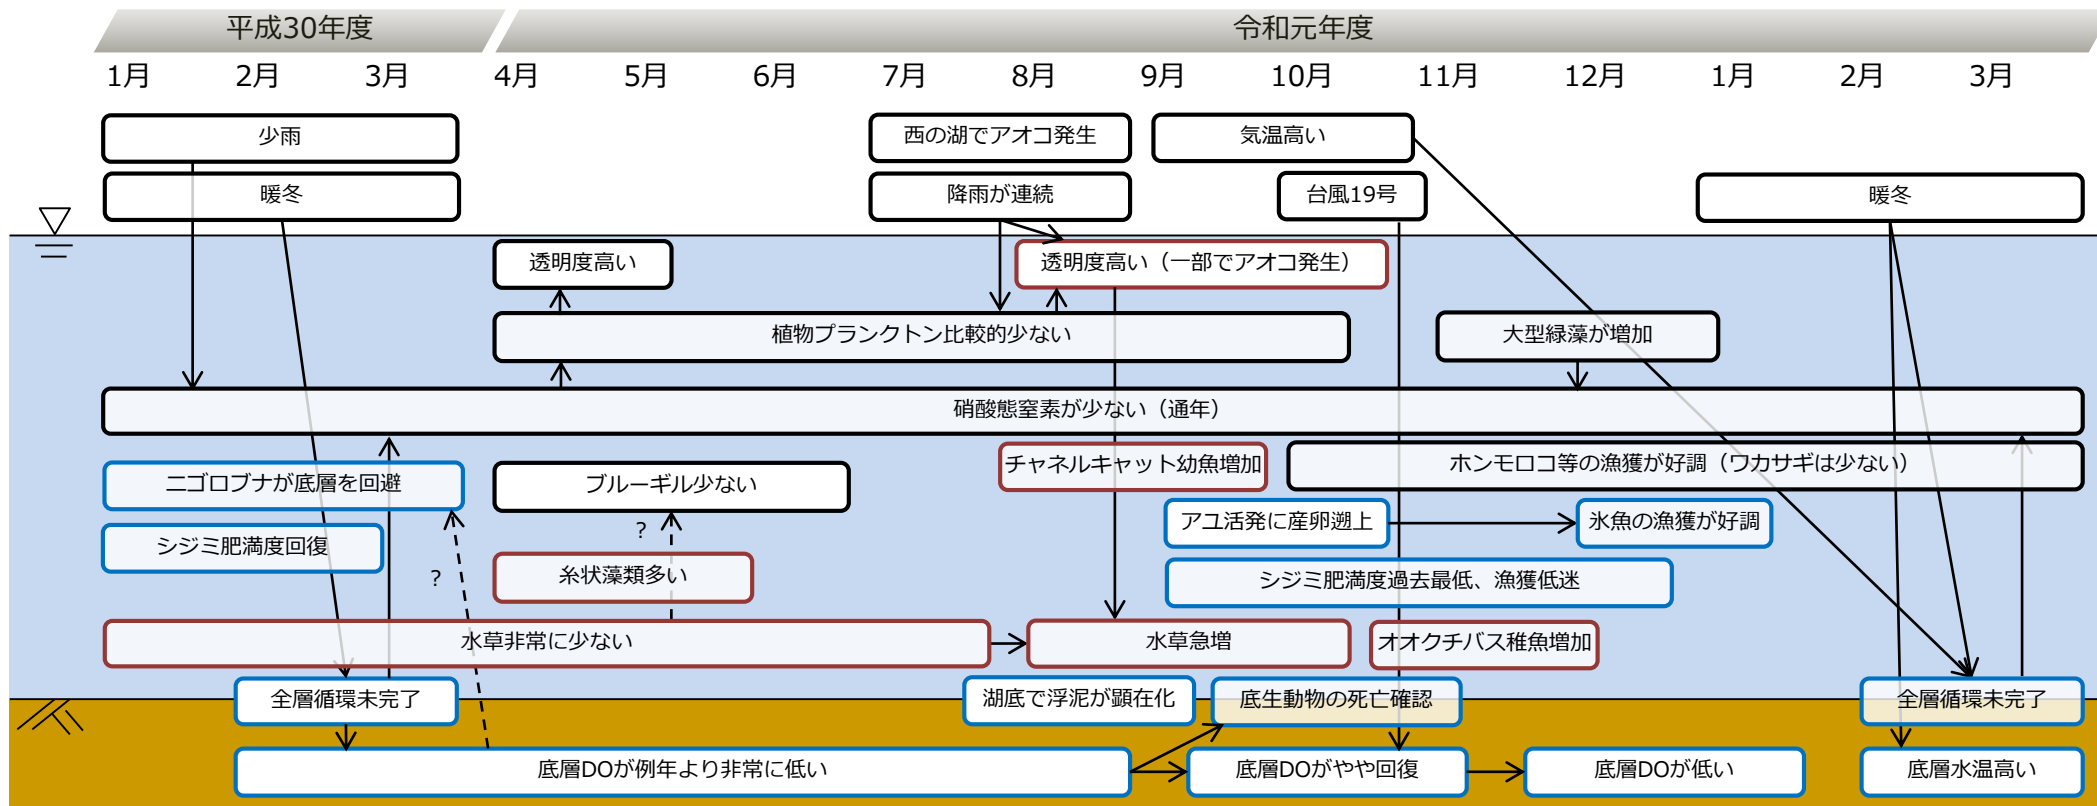 平成30年度
令和元年度
1月 2月 3月 4月 5月 6月 7月 8月 9月 10月 11月 12月 1月 2月 3月
少雨
西の湖でアオコ発生
気温高い
暖冬
降雨が連続
台風19号
暖冬
透明度高い
透明度高い（一部でアオコ発生）
植物プランクトン比較的少ない
大型緑藻が増加
硝酸態窒素が少ない（通年）
チャネルキャット幼魚増加
ホンモロコ等の漁獲が好調（ワカサギは少ない）
ニゴロブナが底層を回避
ブルーギル少ない
?
アユ活発に産卵遡上
氷魚の漁獲が好調
シジミ肥満度回復
?
糸状藻類多い
シジミ肥満度過去最低、漁獲低迷
水草非常に少ない
水草急増
オオクチバス稚魚増加
全層循環未完了
湖底で浮泥が顕在化
底生動物の死亡確認
全層循環未完了
底層DOが例年より非常に低い
底層DOがやや回復
底層DOが低い
底層水温高い